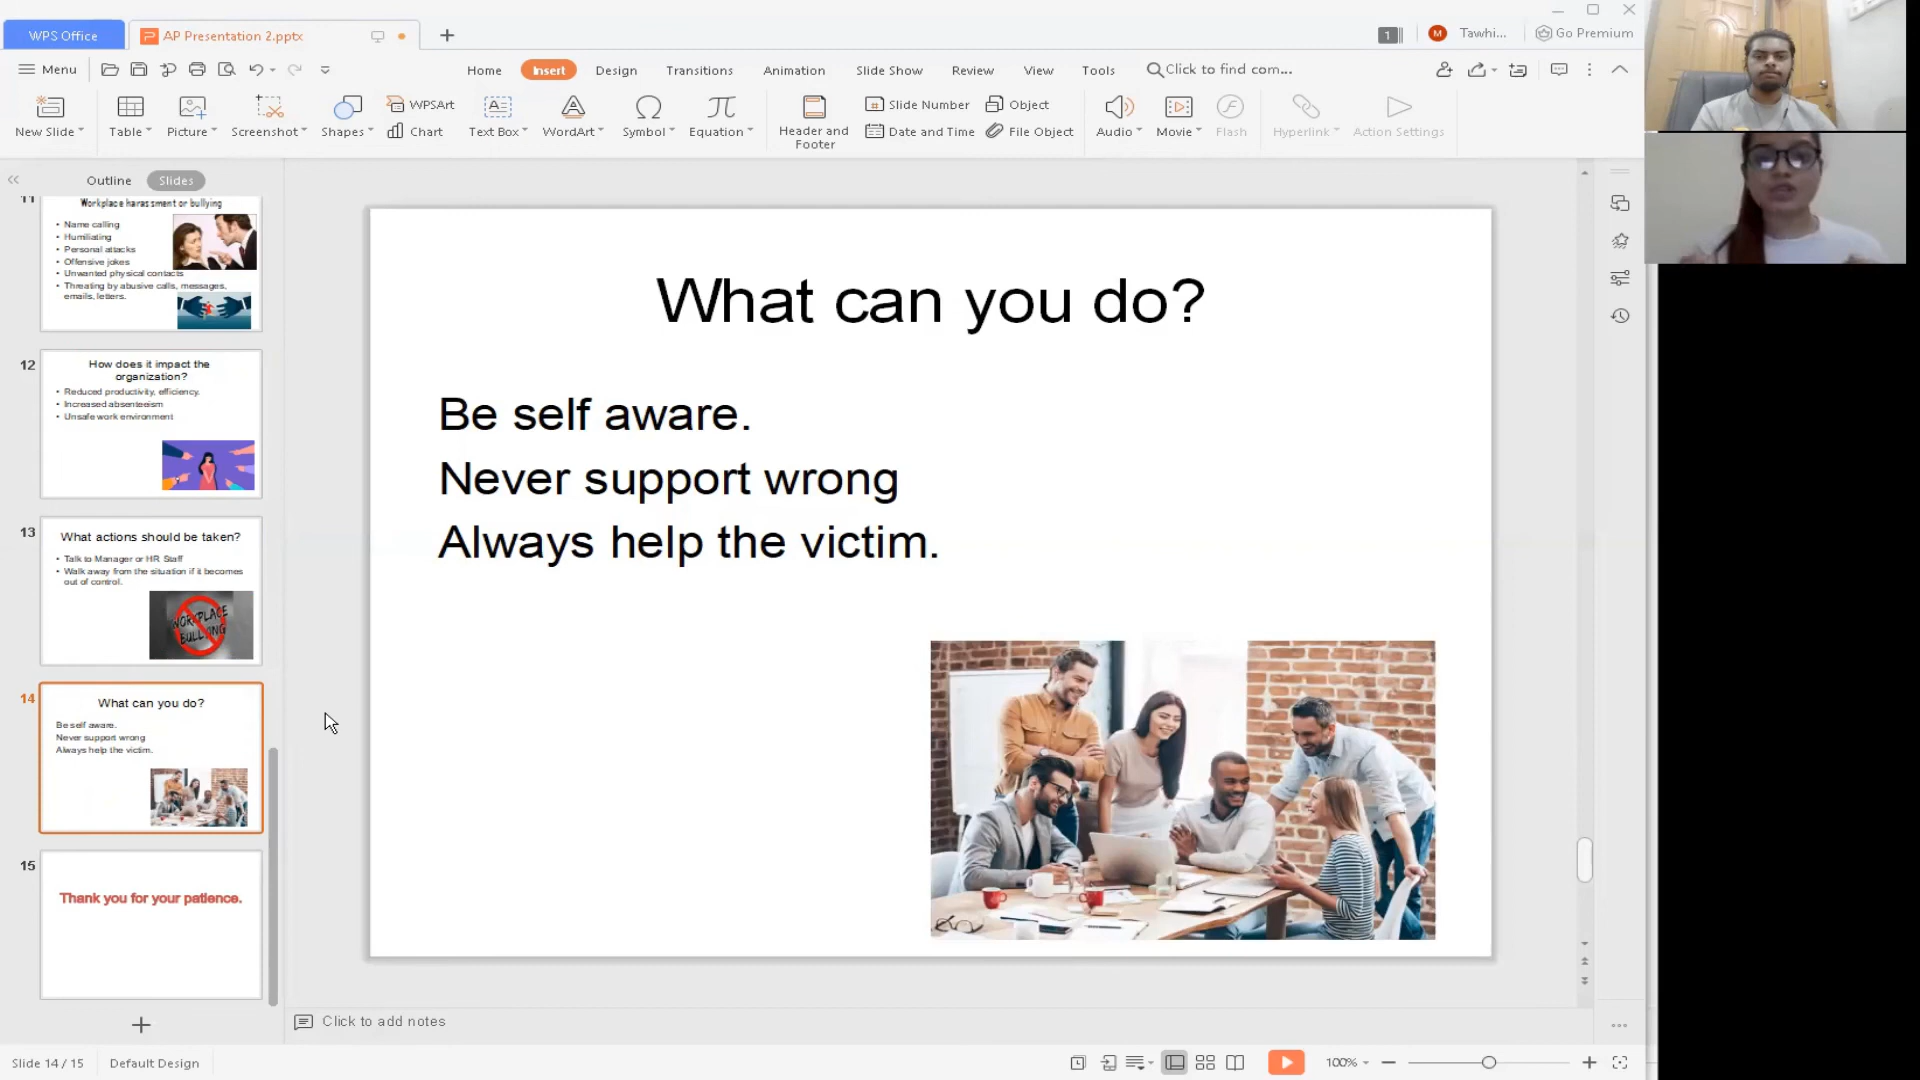 WPS Office
AP Presentation 2.pptx
1
M
Tawhi...
Go Premium
Menu
Home
Insert
Design
Transitions
Animation
Slide Show
Review
View
Tools
Click to find com...
New Slide
Table
Picture
Screenshot
Shapes
WPSArt
Chart
Text Box
WordArt
Symbol
Equation
Header and
Footer
Slide Number
Date and Time
Object
File Object
Audio
Movie
Flash
Hyperlink
Action Settings
Outline
Slides
11
Workplace harassment or bullying
• Name calling
• Humiliating
• Personal attacks
• Offensive jokes
• Unwanted physical contacts
• Threating by abusive calls, messages,
emails, letters.
12
How does it impact the
organization?
• Reduced productivity, efficiency.
• Increased absenteeism
• Unsafe work environment
13
What actions should be taken?
• Talk to Manager or HR Staff
• Walk away from the situation if it becomes
out of control.
WORKPLACE
BULLYING
14
What can you do?
Be self aware.
Never support wrong
Always help the victim.
15
Thank you for your patience.
What can you do?
Be self aware.
Never support wrong
Always help the victim.
Click to add notes
Slide 14 / 15
Default Design
100%